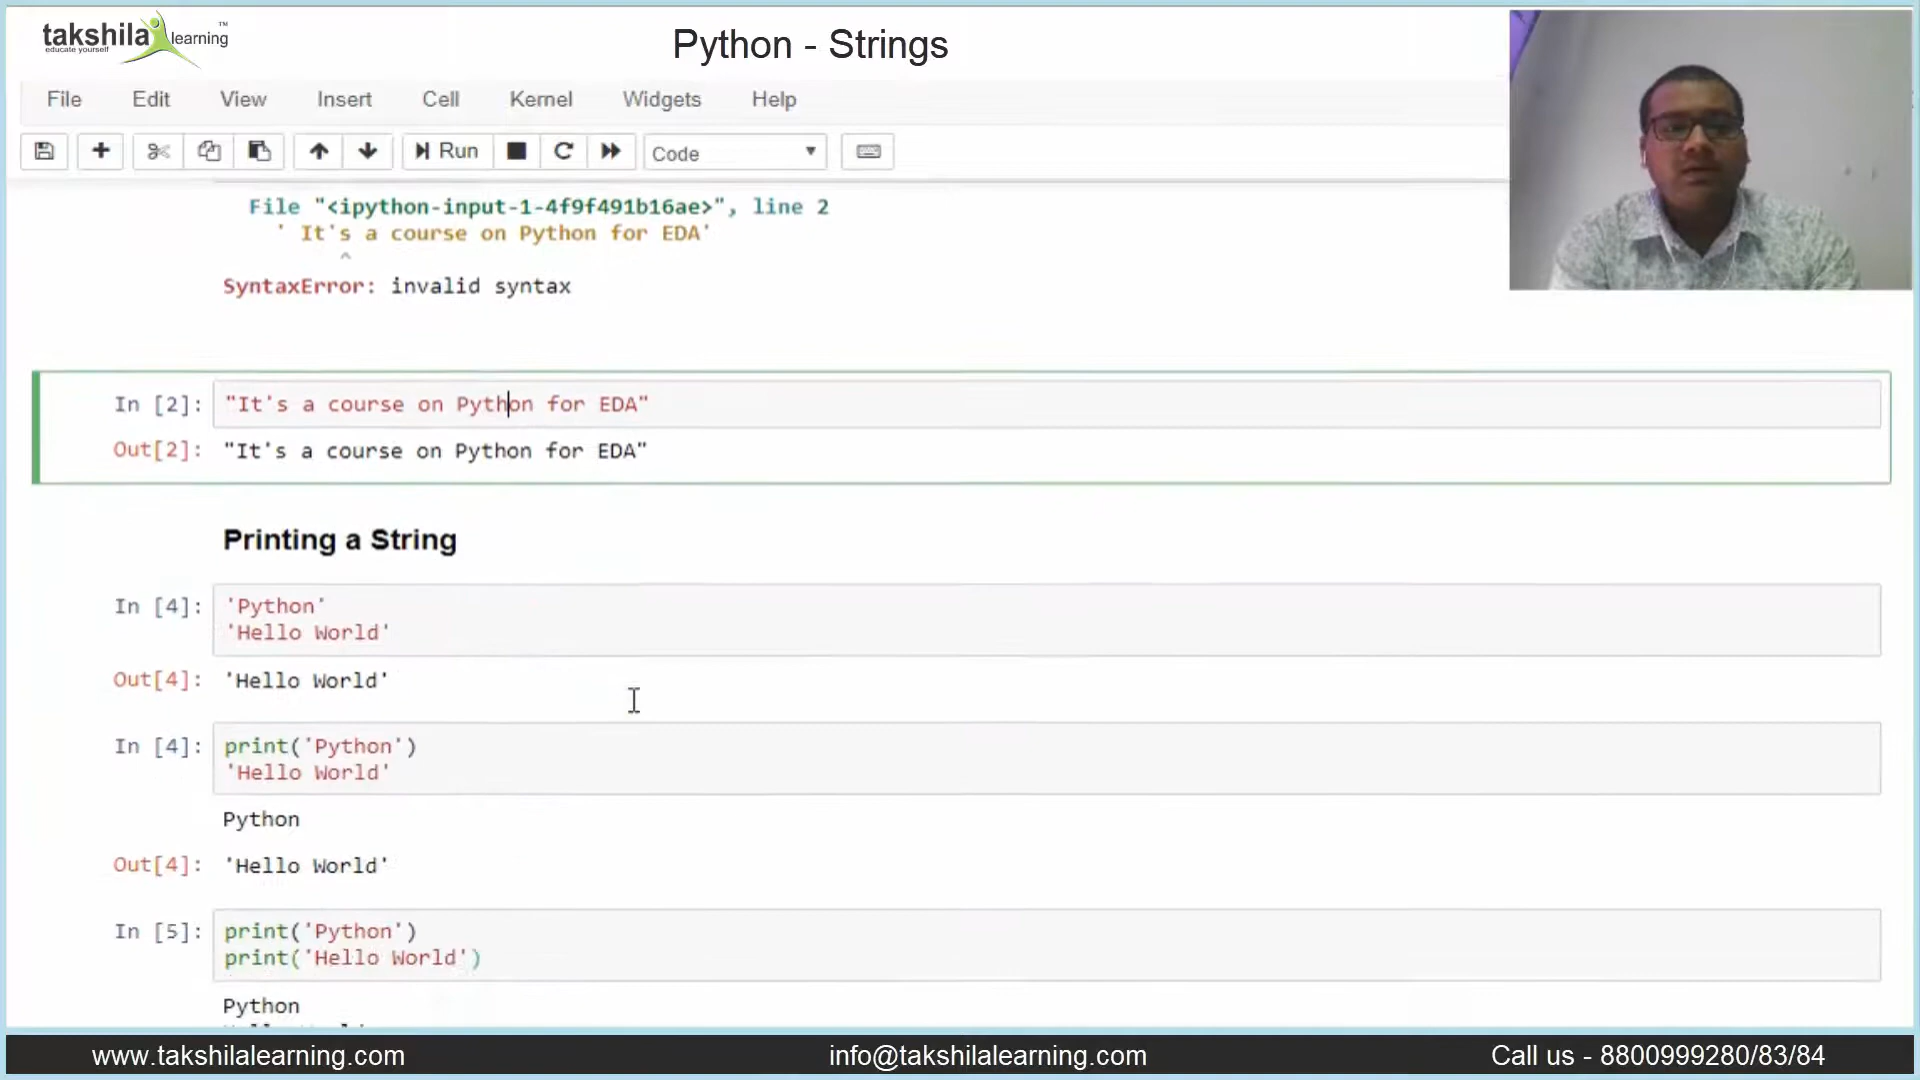 takshila learning ™
educate yourself
Python - Strings
File Edit View Insert Cell Kernel Widgets Help
Run Code
File "<ipython-input-1-4f9f491b16ae>", line 2
' It's a course on Python for EDA'
^
SyntaxError: invalid syntax
In [2]: "It's a course on Python for EDA"
Out[2]: "It's a course on Python for EDA"
Printing a String
In [4]: 'Python'
'Hello World'
Out[4]: 'Hello World'
In [4]: print('Python')
'Hello World'
Python
Out[4]: 'Hello World'
In [5]: print('Python')
print('Hello World')
Python
www.takshilalearning.com info@takshilalearning.com Call us - 8800999280/83/84